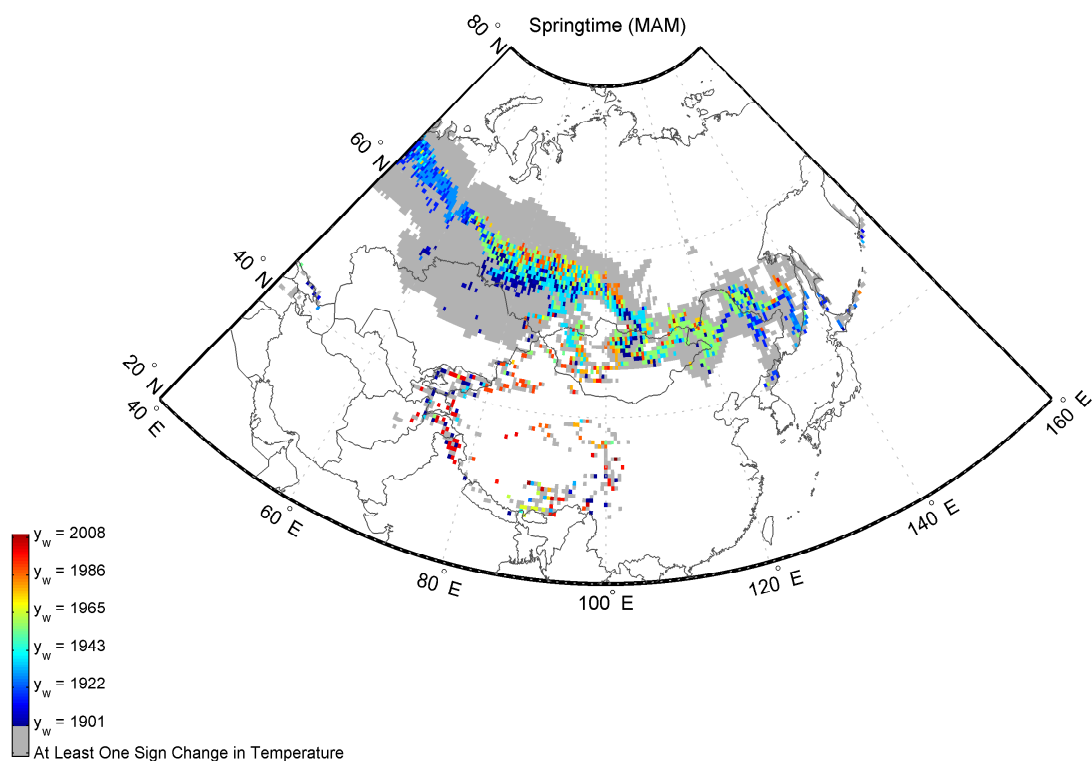 Springtime (MAM)
80 ° N
60 ° N
40 ° N
20 ° N
40 ° E
60 ° E
80 ° E
100 ° E
120 ° E
140 ° E
160 ° E
y_w = 2008
y_w = 1986
y_w = 1965
y_w = 1943
y_w = 1922
y_w = 1901
At Least One Sign Change in Temperature